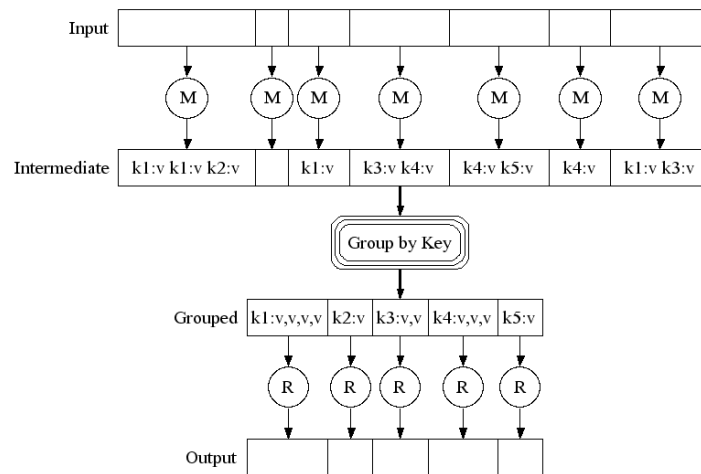 Input
M M M M M M M
Intermediate k1:v k1:v k2:v k1:v k3:v k4:v k4:v k5:v k4:v k1:v k3:v
Group by Key
Grouped k1:v,v,v,v k2:v k3:v,v k4:v,v,v k5:v
R R R R R
Output